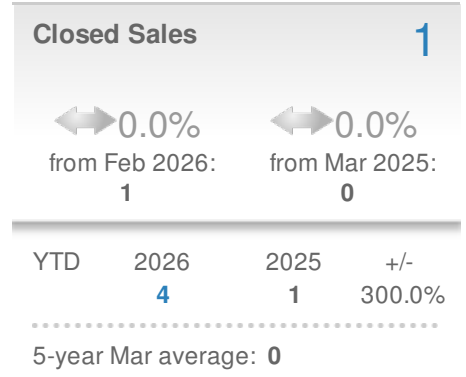 Closed Sales 1
0.0% 0.0%
from Feb 2026: from Mar 2025:
1 0
YTD 2026 2025 +/-
4 1 300.0%
5-year Mar average: 0